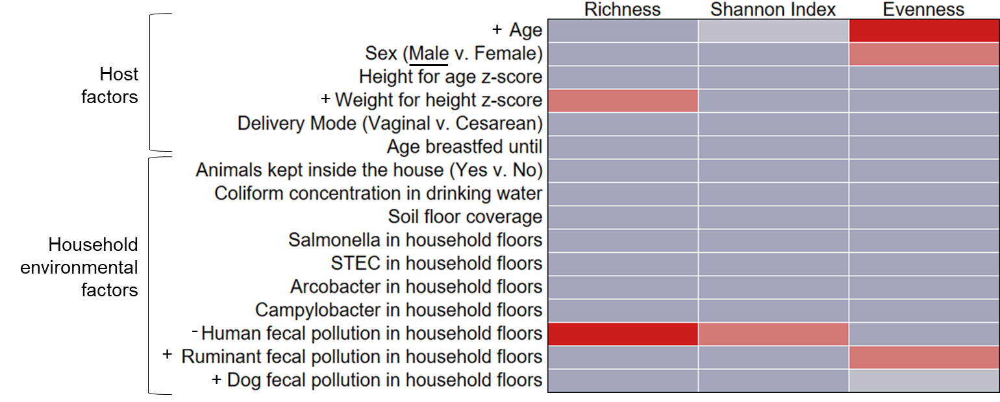 Richness Shannon Index Evenness
+ Age
Sex (Male v. Female)
Height for age z-score
+ Weight for height z-score
Delivery Mode (Vaginal v. Cesarean)
Age breastfed until
Host
factors
Animals kept inside the house (Yes v. No)
Coliform concentration in drinking water
Soil floor coverage
Salmonella in household floors
STEC in household floors
Arcobacter in household floors
Campylobacter in household floors
- Human fecal pollution in household floors
+ Ruminant fecal pollution in household floors
+ Dog fecal pollution in household floors
Household
environmental
factors